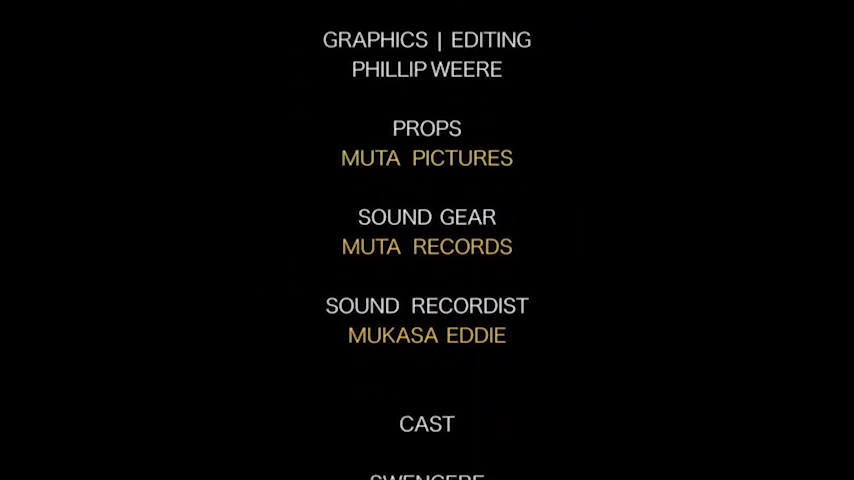 GRAPHICS | EDITING
PHILLIP WEERE
PROPS
MUTA PICTURES
SOUND GEAR
MUTA RECORDS
SOUND RECORDIST
MUKASA EDDIE
CAST